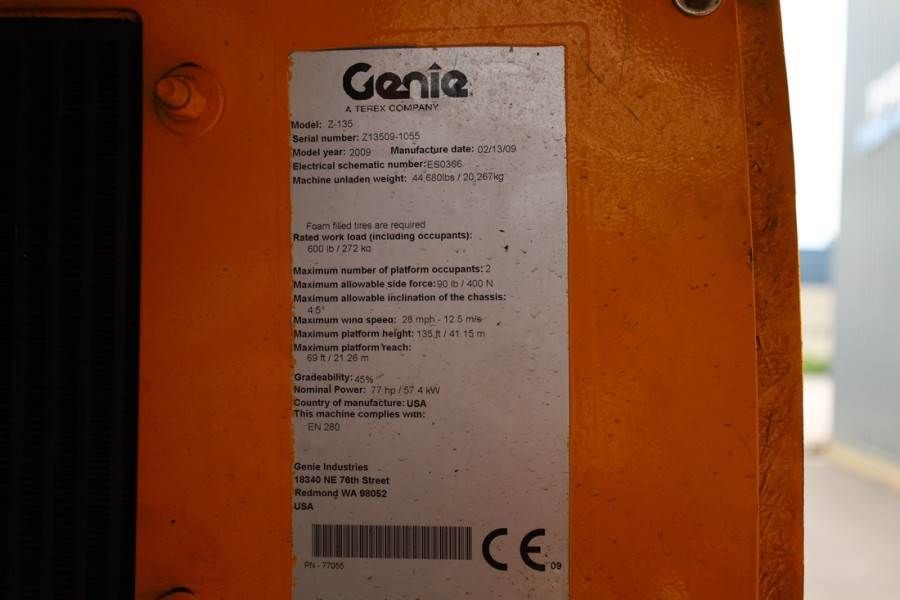 Genie
A TEREX COMPANY
Model: Z-135
Serial number: Z13509-1055
Model year: 2009 Manufacture date: 02/13/09
Electrical schematic number: ES0366
Machine unladen weight: 44,680lbs / 20,267kg
Foam filled tires are required
Rated work load (including occupants):
600 lb / 272 kg
Maximum number of platform occupants: 2
Maximum allowable side force: 90 lb / 400 N
Maximum allowable inclination of the chassis:
4.5°
Maximum wind speed: 28 mph - 12.5 m/s
Maximum platform height: 135 ft / 41.15 m
Maximum platform reach:
69 ft / 21.26 m
Gradeability: 45%
Nominal Power: 77 hp / 57.4 kW
Country of manufacture: USA
This machine complies with:
EN 280
Genie Industries
18340 NE 76th Street
Redmond WA 98052
USA
CE
PN - 77055
09